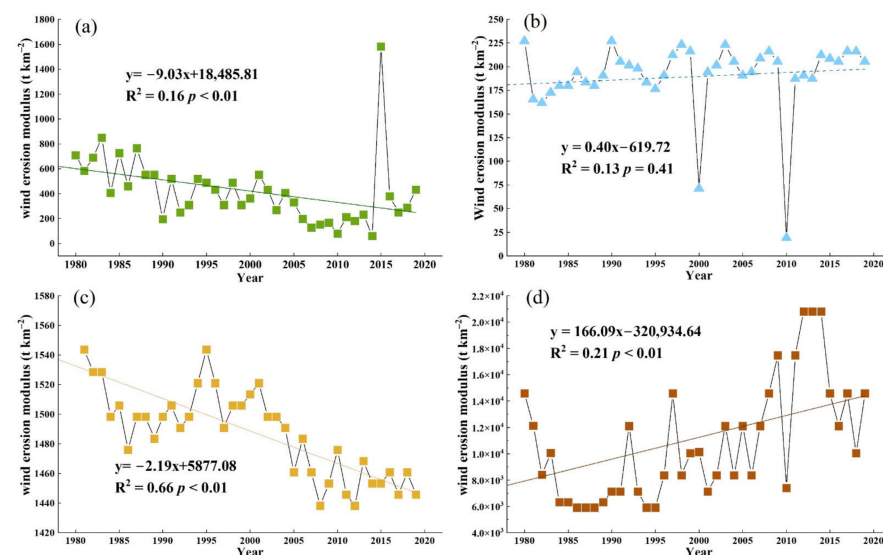 (a)
y= −9.03x+18,485.81
R² = 0.16 p < 0.01
wind erosion modulus (t km⁻²)
1800
1600
1400
1200
1000
800
600
400
200
0
1980 1985 1990 1995 2000 2005 2010 2015 2020
Year
(b)
y = 0.40x−619.72
R² = 0.13 p = 0.41
Wind erosion modulus (t km⁻²)
250
225
200
175
150
125
100
75
50
25
0
1980 1985 1990 1995 2000 2005 2010 2015 2020
Year
(c)
y= −2.19x+5877.08
R² = 0.66 p < 0.01
wind erosion modulus (t km⁻²)
1580
1560
1540
1520
1500
1480
1460
1440
1420
1980 1985 1990 1995 2000 2005 2010 2015 2020
Year
(d)
y = 166.09x−320,934.64
R² = 0.21 p < 0.01
wind erosion modulus (t km⁻²)
2.2×10⁴
2.0×10⁴
1.8×10⁴
1.6×10⁴
1.4×10⁴
1.2×10⁴
1.0×10⁴
8.0×10³
6.0×10³
4.0×10³
1980 1985 1990 1995 2000 2005 2010 2015 2020
Year